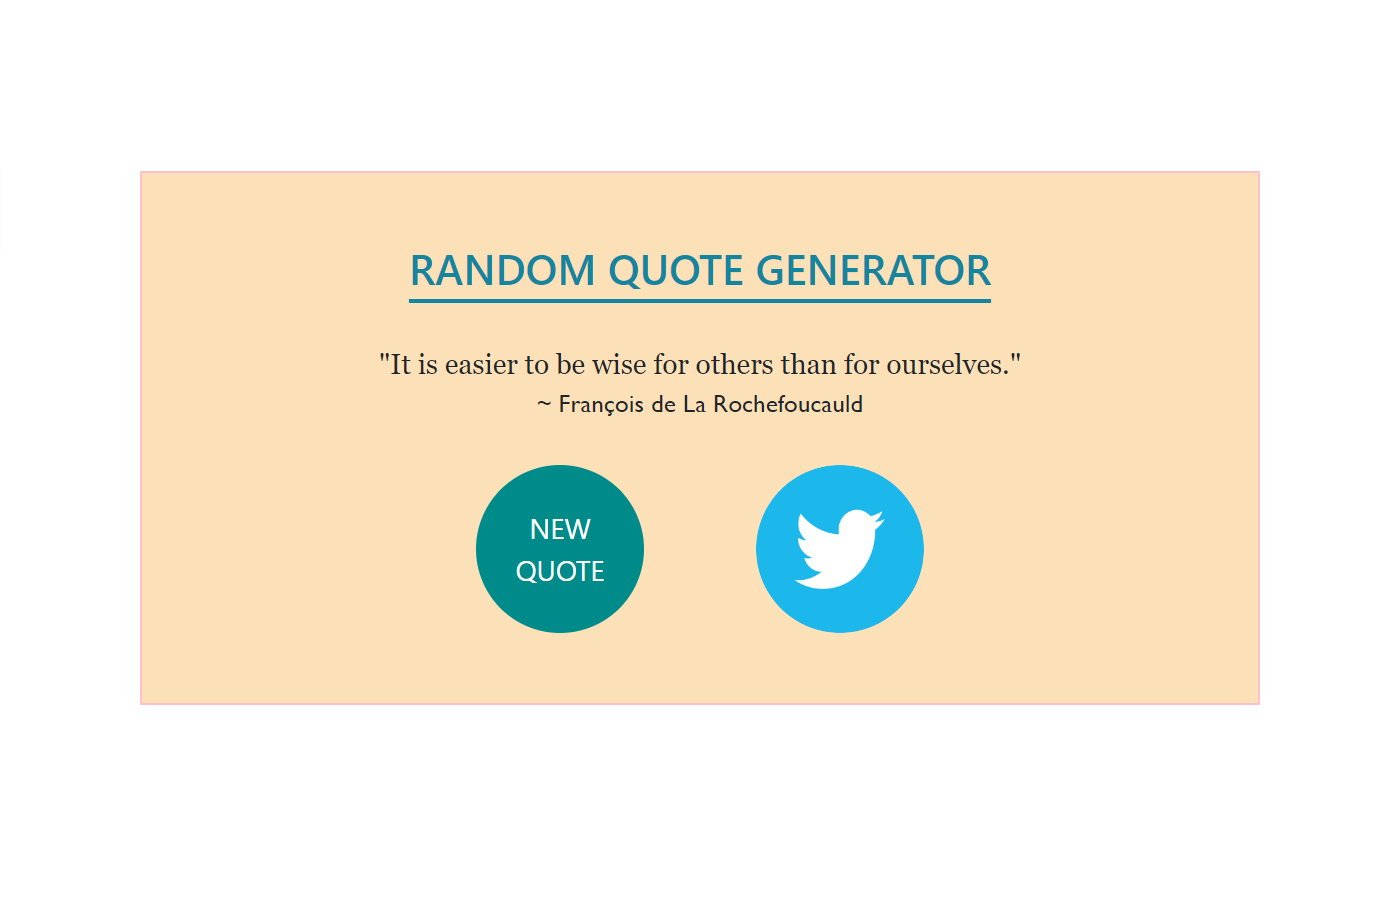 RANDOM QUOTE GENERATOR
"It is easier to be wise for others than for ourselves."
~ François de La Rochefoucauld
NEW
QUOTE